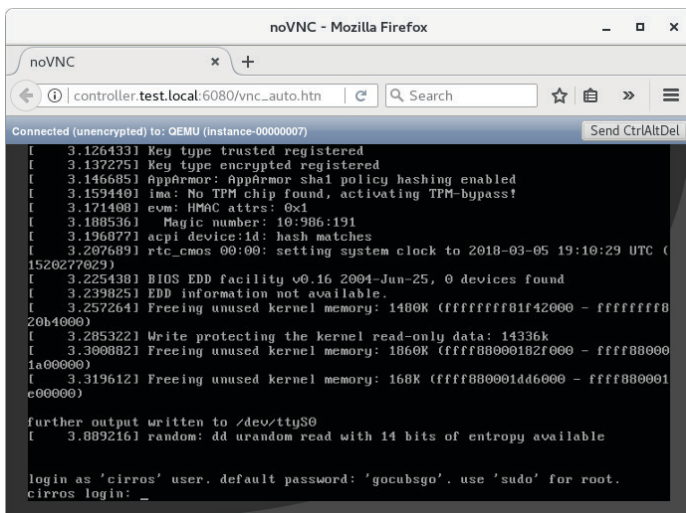 noVNC - Mozilla Firefox
noVNC
controller.test.local:6080/vnc_auto.htn
Search
Connected (unencrypted) to: QEMU (instance-00000007)
Send CtrlAltDel
[    3.126433] Key type trusted registered
[    3.137275] Key type encrypted registered
[    3.146685] AppArmor: AppArmor sha1 policy hashing enabled
[    3.159440] ima: No TPM chip found, activating TPM-bypass!
[    3.171408] evm: HMAC attrs: 0x1
[    3.188536]   Magic number: 10:986:191
[    3.196877] acpi device:1d: hash matches
[    3.207689] rtc_cmos 00:00: setting system clock to 2018-03-05 19:10:29 UTC (
1520277029)
[    3.225438] BIOS EDD facility v0.16 2004-Jun-25, 0 devices found
[    3.239825] EDD information not available.
[    3.257264] Freeing unused kernel memory: 1480K (ffffffff81f42000 - ffffffff8
20b4000)
[    3.285322] Write protecting the kernel read-only data: 14336k
[    3.300882] Freeing unused kernel memory: 1860K (ffff88000182f000 - ffff88000
1a00000)
[    3.319612] Freeing unused kernel memory: 168K (ffff880001dd6000 - ffff880001
e00000)
further output written to /dev/ttyS0
[    3.889216] random: dd urandom read with 14 bits of entropy available
login as 'cirros' user. default password: 'gocubsgo'. use 'sudo' for root.
cirros login: _